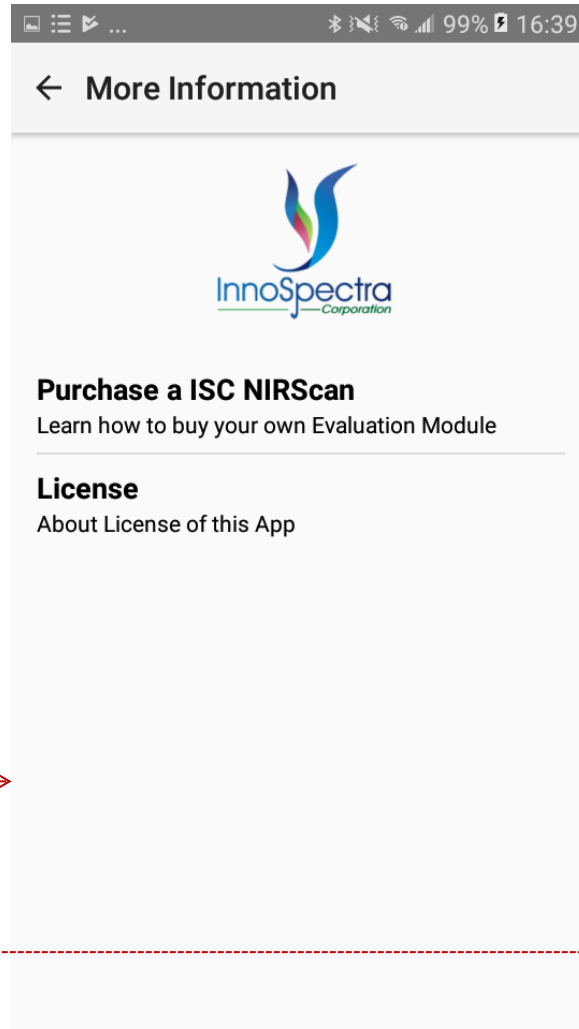 ... 99% 16:39
More Information
InnoSpectra
Corporation
Purchase a ISC NIRScan
Learn how to buy your own Evaluation Module
License
About License of this App